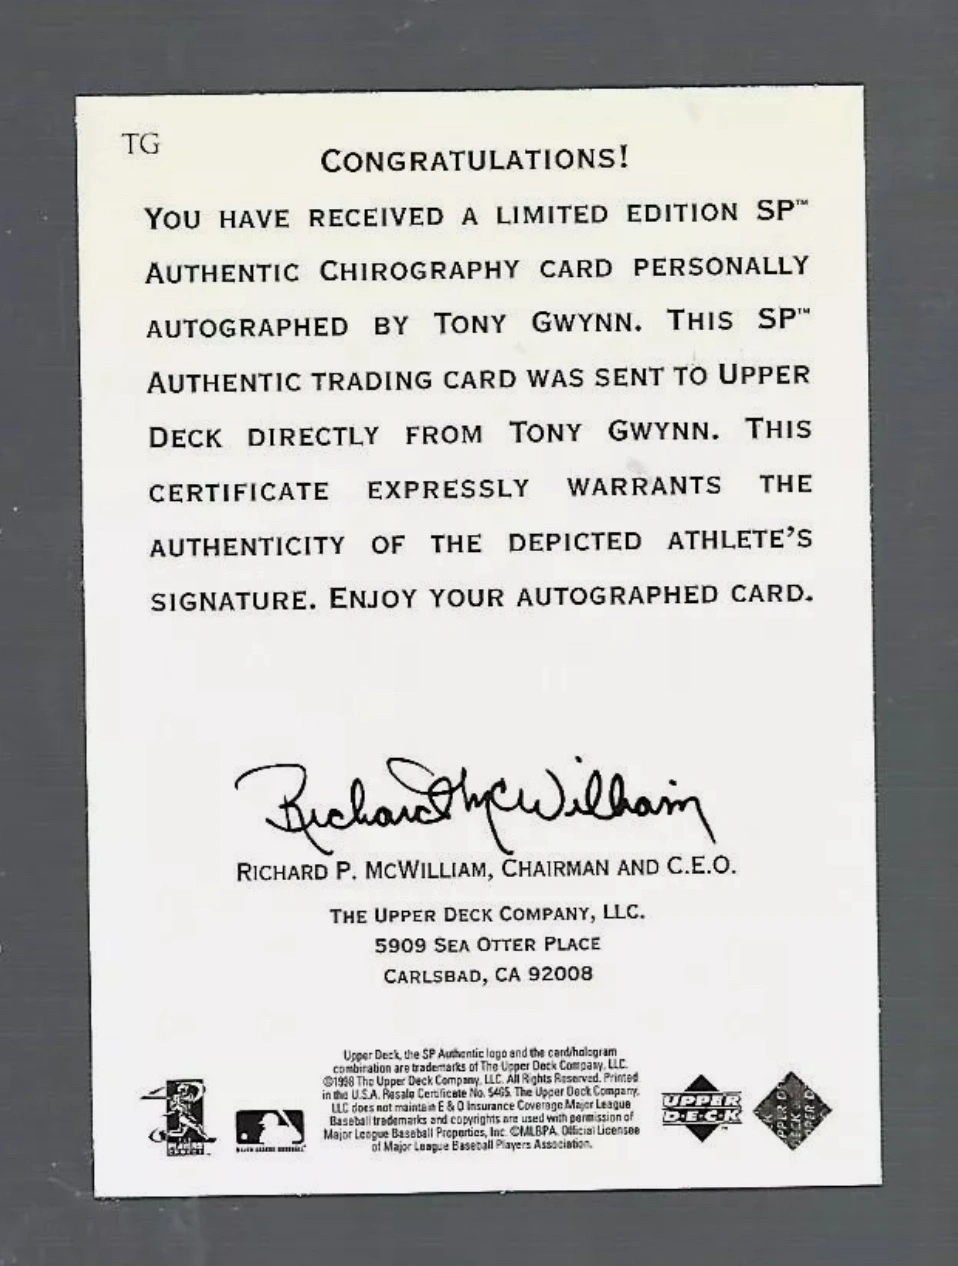 TG
CONGRATULATIONS!
YOU HAVE RECEIVED A LIMITED EDITION SP™
AUTHENTIC CHIROGRAPHY CARD PERSONALLY
AUTOGRAPHED BY TONY GWYNN. THIS SP™
AUTHENTIC TRADING CARD WAS SENT TO UPPER
DECK DIRECTLY FROM TONY GWYNN. THIS
CERTIFICATE EXPRESSLY WARRANTS THE
AUTHENTICITY OF THE DEPICTED ATHLETE'S
SIGNATURE. ENJOY YOUR AUTOGRAPHED CARD.
Richard McWilliam
RICHARD P. MCWILLIAM, CHAIRMAN AND C.E.O.
THE UPPER DECK COMPANY, LLC.
5909 SEA OTTER PLACE
CARLSBAD, CA 92008
Upper Deck, the SP Authentic logo and the card/hologram
combination are trademarks of The Upper Deck Company, LLC.
©1998 The Upper Deck Company, LLC. All Rights Reserved. Printed
in the U.S.A. Resale Certificate No. 5465. The Upper Deck Company,
LLC does not maintain E & O Insurance Coverage. Major League
Baseball trademarks and copyrights are used with permission of
Major League Baseball Properties, Inc. ©MLBPA. Official Licensee
of Major League Baseball Players Association.
UPPER
D·E·C·K™